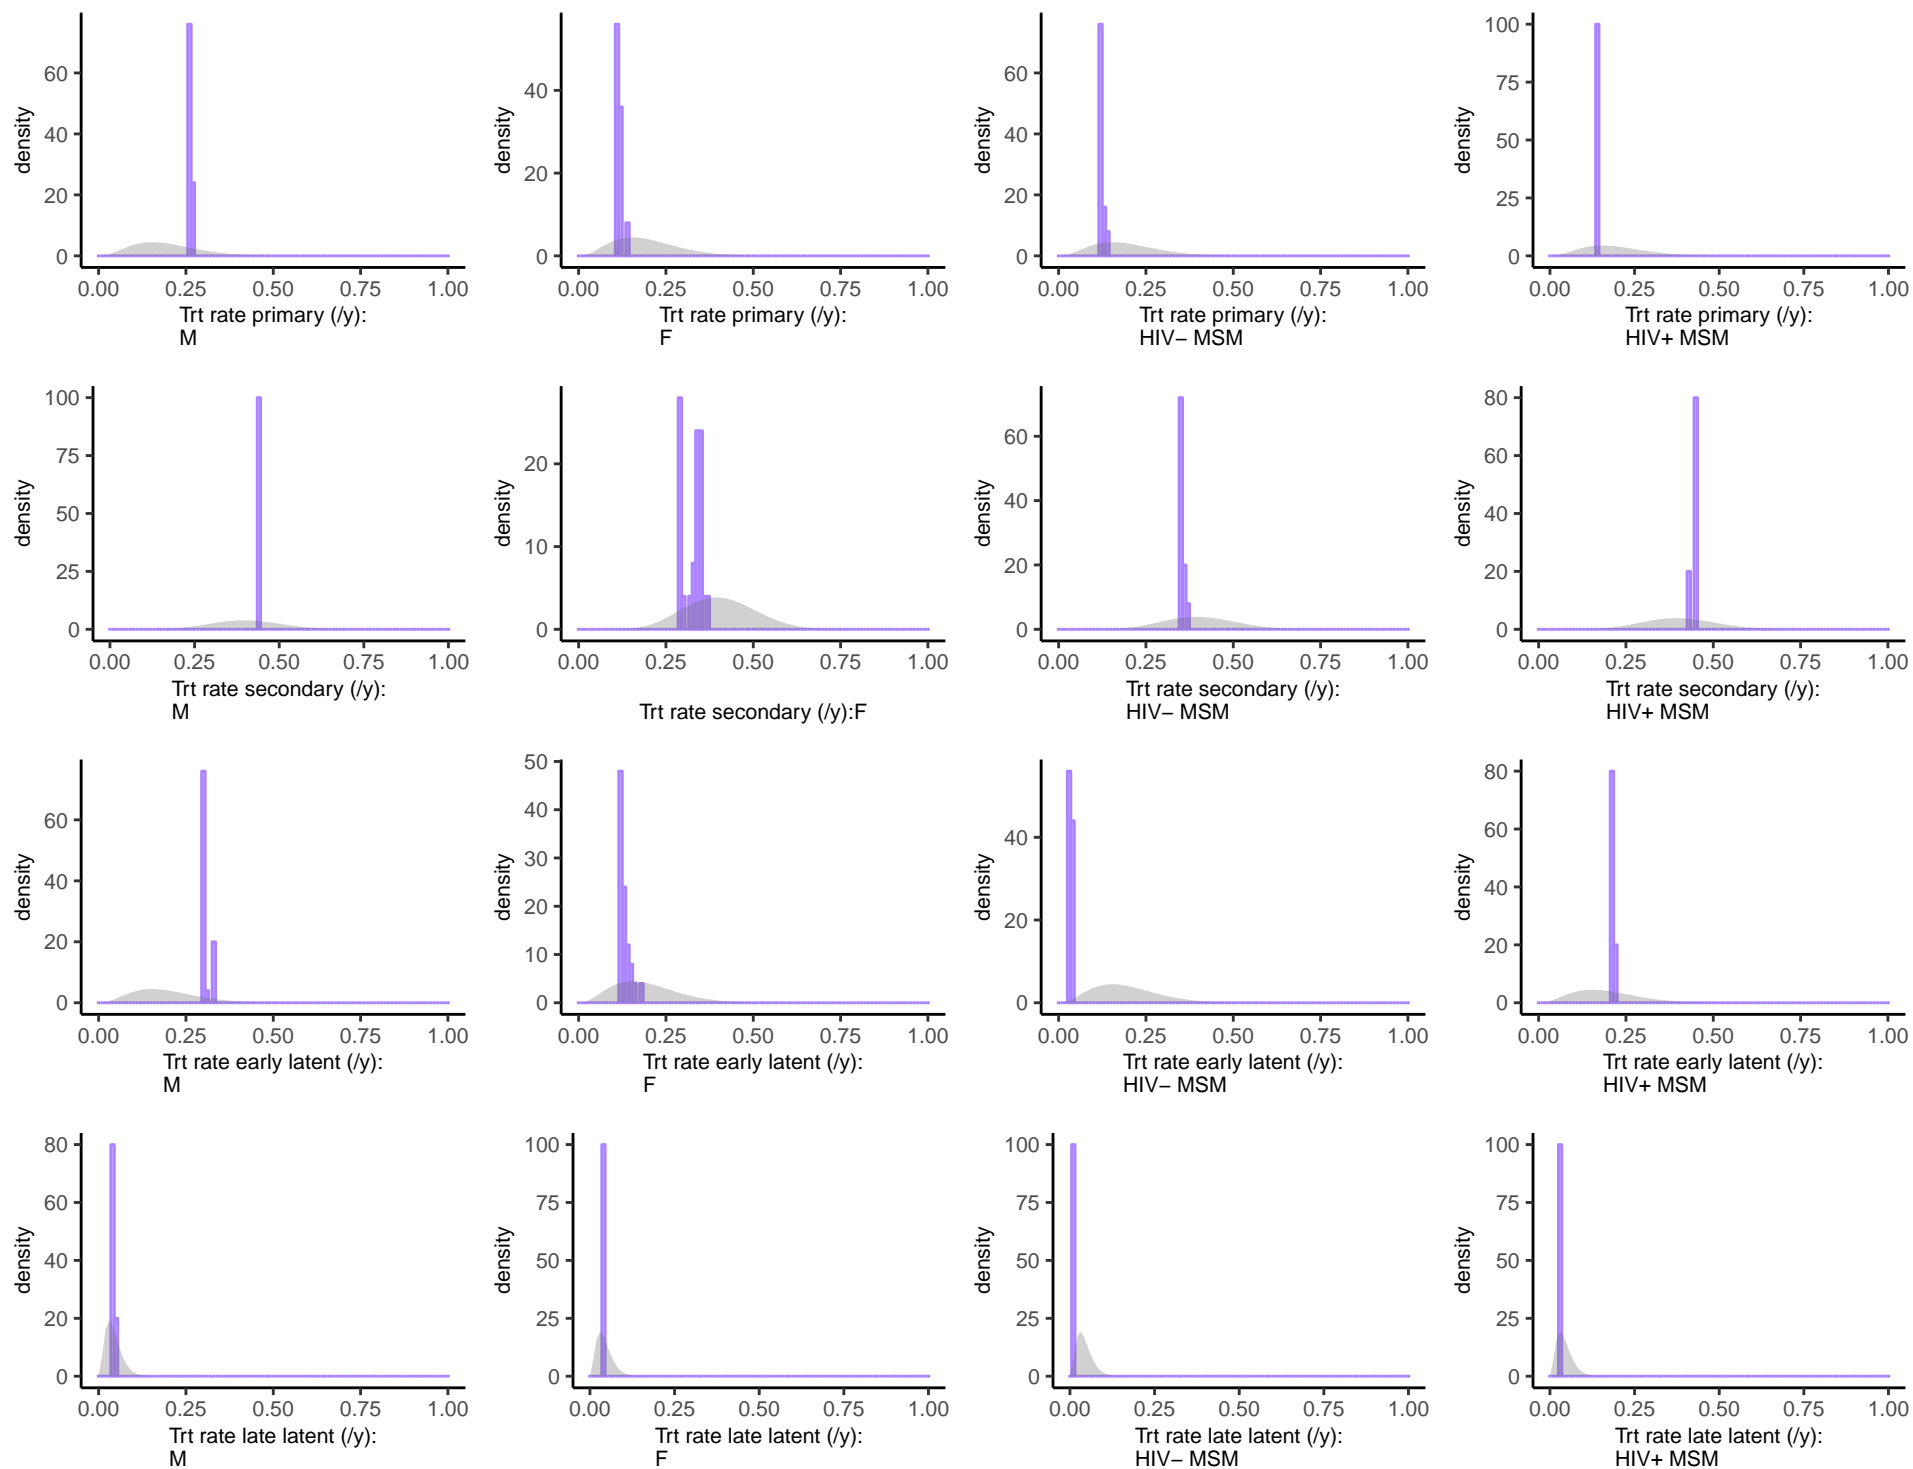 density
60
40
20
0
0.00 0.25 0.50 0.75 1.00
Trt rate primary (/y):
M
density
40
20
0
0.00 0.25 0.50 0.75 1.00
Trt rate primary (/y):
F
density
60
40
20
0
0.00 0.25 0.50 0.75 1.00
Trt rate primary (/y):
HIV− MSM
density
100
75
50
25
0
0.00 0.25 0.50 0.75 1.00
Trt rate primary (/y):
HIV+ MSM
density
100
75
50
25
0
0.00 0.25 0.50 0.75 1.00
Trt rate secondary (/y):
M
density
20
10
0
0.00 0.25 0.50 0.75 1.00
Trt rate secondary (/y):F
density
60
40
20
0
0.00 0.25 0.50 0.75 1.00
Trt rate secondary (/y):
HIV− MSM
density
80
60
40
20
0
0.00 0.25 0.50 0.75 1.00
Trt rate secondary (/y):
HIV+ MSM
density
60
40
20
0
0.00 0.25 0.50 0.75 1.00
Trt rate early latent (/y):
M
density
50
40
30
20
10
0
0.00 0.25 0.50 0.75 1.00
Trt rate early latent (/y):
F
density
40
20
0
0.00 0.25 0.50 0.75 1.00
Trt rate early latent (/y):
HIV− MSM
density
80
60
40
20
0
0.00 0.25 0.50 0.75 1.00
Trt rate early latent (/y):
HIV+ MSM
density
80
60
40
20
0
0.00 0.25 0.50 0.75 1.00
Trt rate late latent (/y):
M
density
100
75
50
25
0
0.00 0.25 0.50 0.75 1.00
Trt rate late latent (/y):
F
density
100
75
50
25
0
0.00 0.25 0.50 0.75 1.00
Trt rate late latent (/y):
HIV− MSM
density
100
75
50
25
0
0.00 0.25 0.50 0.75 1.00
Trt rate late latent (/y):
HIV+ MSM